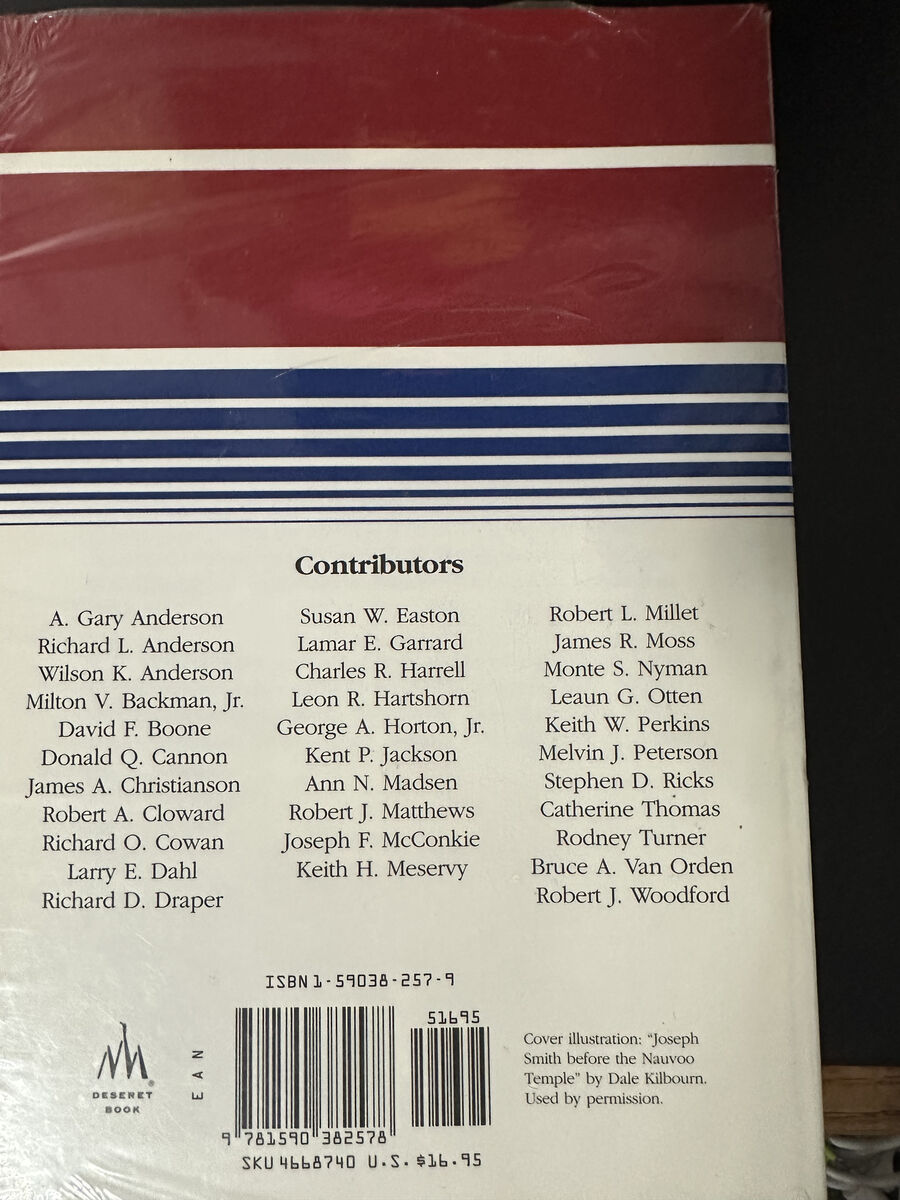 Contributors
A. Gary Anderson
Richard L. Anderson
Wilson K. Anderson
Milton V. Backman, Jr.
David F. Boone
Donald Q. Cannon
James A. Christianson
Robert A. Cloward
Richard O. Cowan
Larry E. Dahl
Richard D. Draper
Susan W. Easton
Lamar E. Garrard
Charles R. Harrell
Leon R. Hartshorn
George A. Horton, Jr.
Kent P. Jackson
Ann N. Madsen
Robert J. Matthews
Joseph F. McConkie
Keith H. Meservy
Robert L. Millet
James R. Moss
Monte S. Nyman
Leaun G. Otten
Keith W. Perkins
Melvin J. Peterson
Stephen D. Ricks
Catherine Thomas
Rodney Turner
Bruce A. Van Orden
Robert J. Woodford
DESERET
BOOK
®
EAN
ISBN 1-59038-257-9
51695
9 781590 382578
SKU 4668740 U.S. $16.95
Cover illustration: "Joseph
Smith before the Nauvoo
Temple" by Dale Kilbourn.
Used by permission.